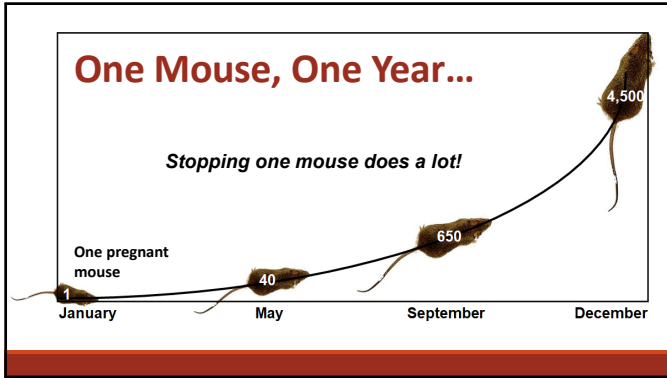 One Mouse, One Year…
4,500
Stopping one mouse does a lot!
650
One pregnant
mouse
40
1
January May September December